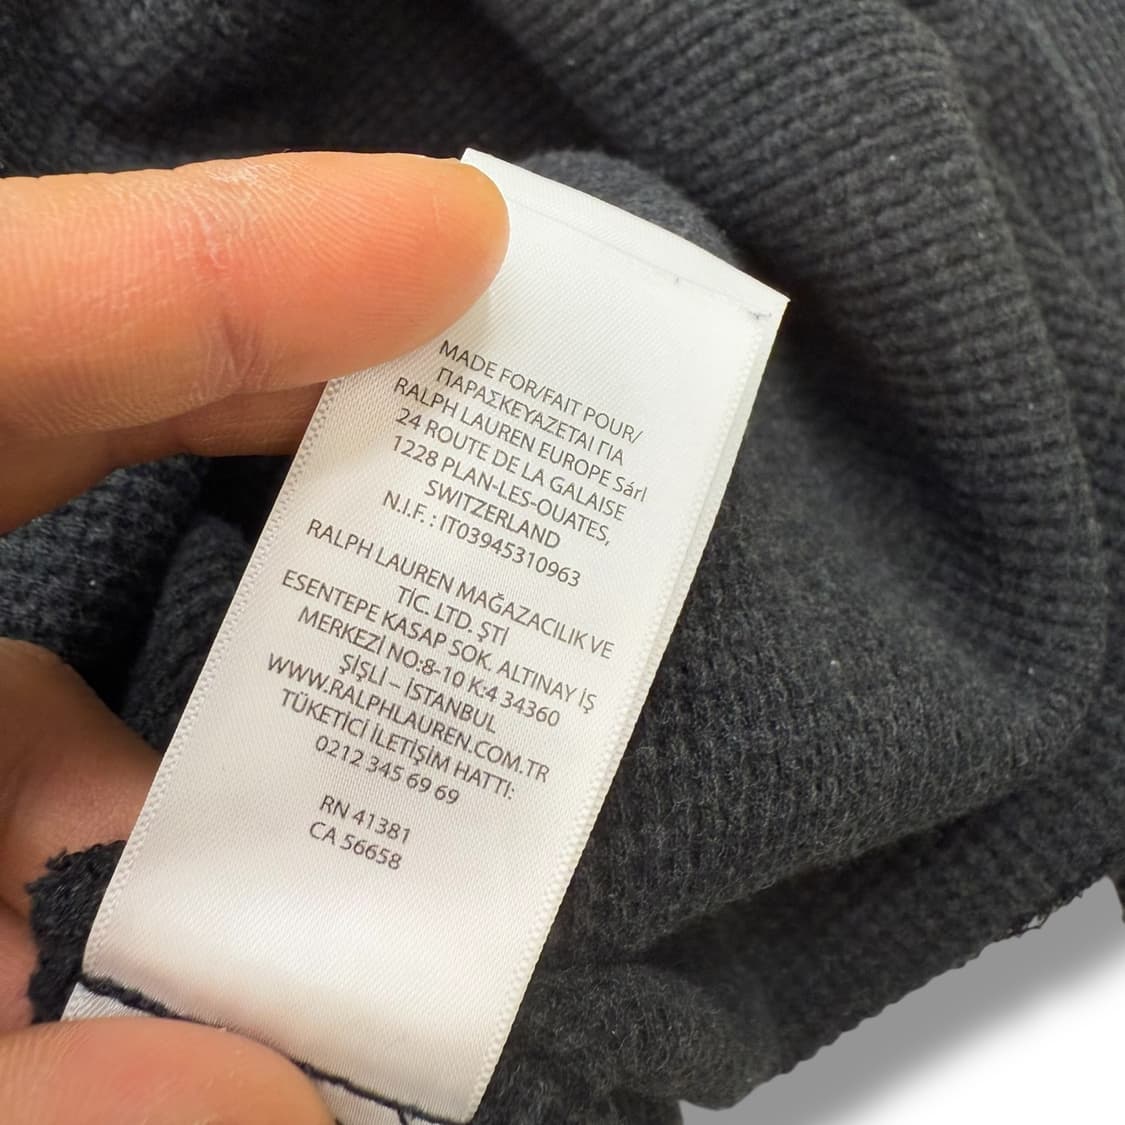 MADE FOR/FAIT POUR/
ΠΑΡΑΣΚΕΥΑΖΕΤΑΙ ΓΙΑ
RALPH LAUREN EUROPE Sárl
24 ROUTE DE LA GALAISE
1228 PLAN-LES-OUATES,
SWITZERLAND
N.I.F. : IT03945310963
RALPH LAUREN MAĞAZACILIK VE
TİC. LTD. ŞTİ
ESENTEPE KASAP SOK. ALTINAY İŞ
MERKEZİ NO:8-10 K:4 34360
ŞİŞLİ – İSTANBUL
WWW.RALPHLAUREN.COM.TR
TÜKETİCİ İLETİŞİM HATTI:
0212 345 69 69
RN 41381
CA 56658